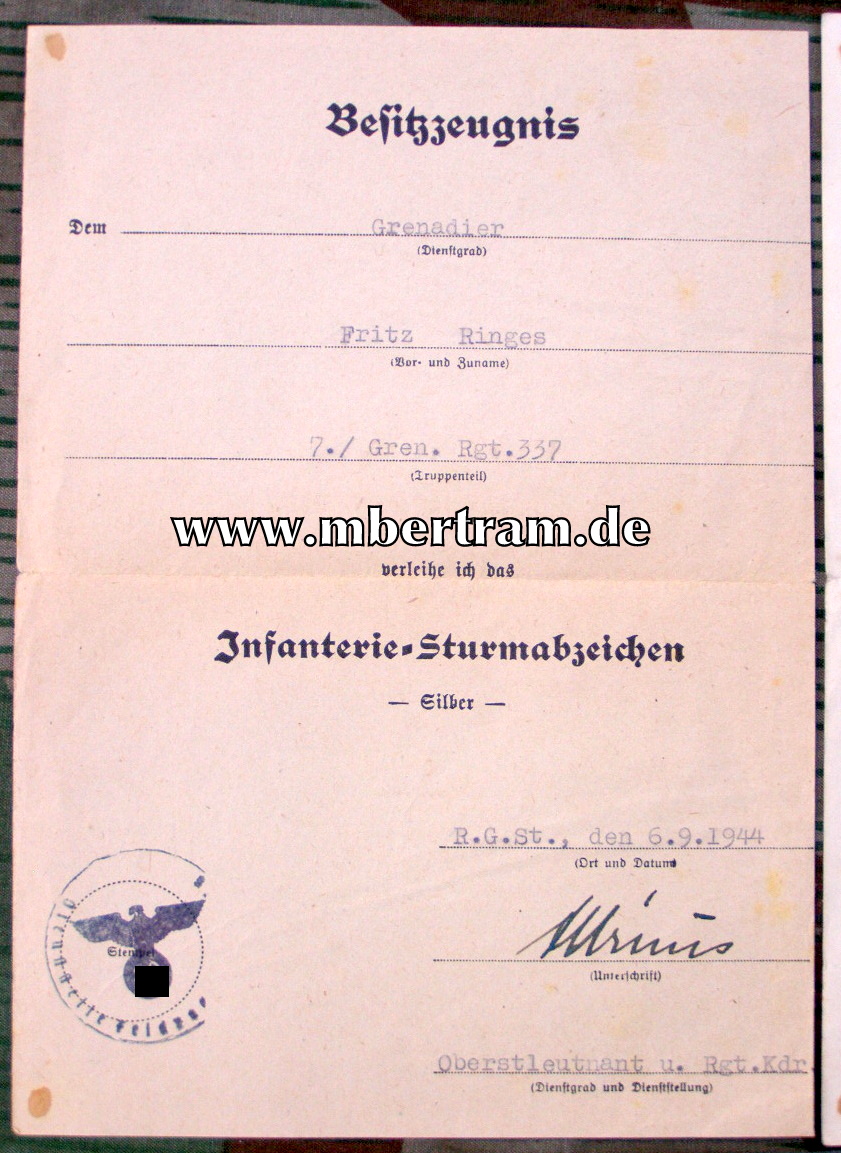 Besitzzeugnis
Dem Grenadier
(Dienstgrad)
Fritz Ringes
(Vor- und Zuname)
7./ Gren. Rgt.337
(Truppenteil)
www.mbertram.de
verleihe ich das
Infanterie-Sturmabzeichen
— Silber —
R.G.St., den 6.9.1944
(Ort und Datum)
(Unterschrift)
Stempel
Oberstleutnant u. Rgt.Kdr.
(Dienstgrad und Dienststellung)